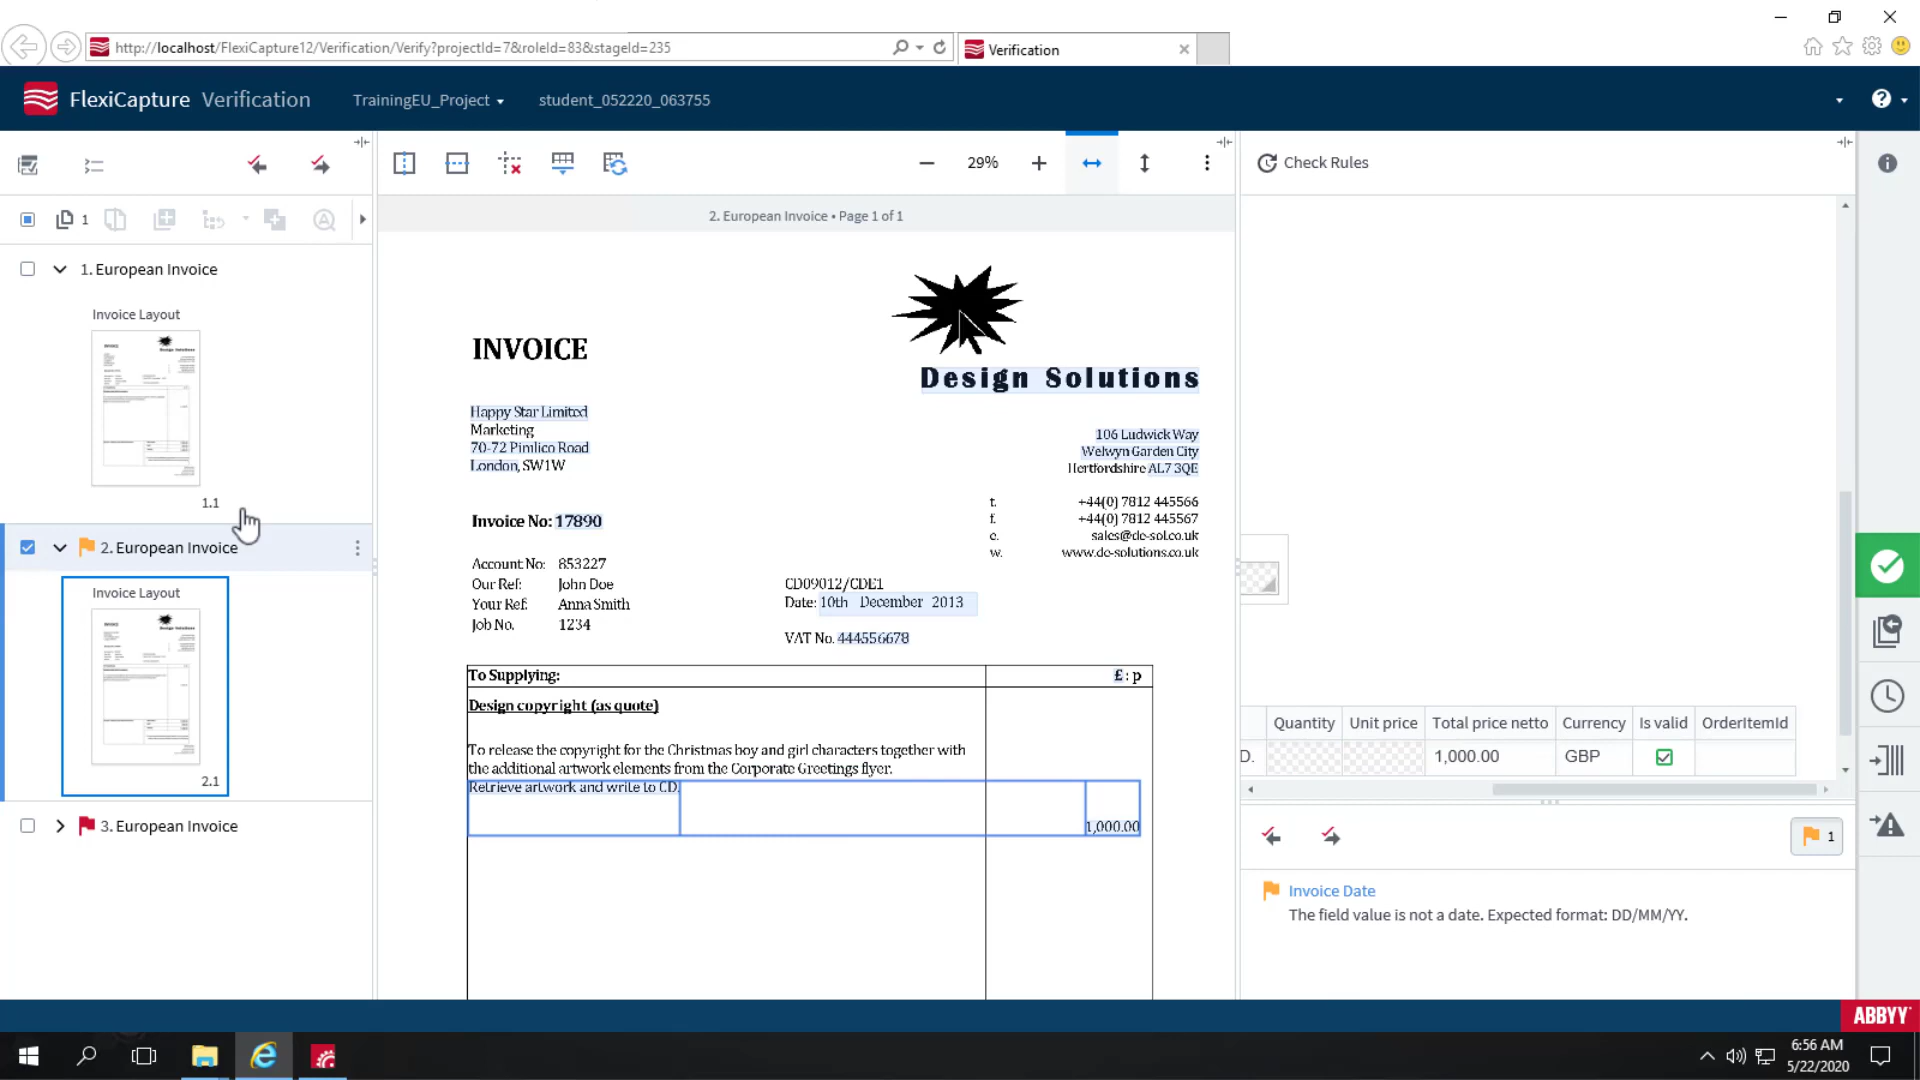 http://localhost/FlexiCapture12/Verification/Verify?projectId=7&roleId=83&stageId=235
Verification
FlexiCapture Verification
TrainingEU_Project
student_052220_063755
29%
Check Rules
1
2. European Invoice • Page 1 of 1
1. European Invoice
Invoice Layout
1.1
2. European Invoice
Invoice Layout
2.1
3. European Invoice
INVOICE
Design Solutions
Happy Star Limited
Marketing
70-72 Pimlico Road
London, SW1W
106 Ludwick Way
Welwyn Garden City
Hertfordshire AL7 3QE
t. +44(0) 7812 445566
f. +44(0) 7812 445567
e. sales@de-sol.co.uk
w. www.de-solutions.co.uk
Invoice No: 17890
Account No: 853227
Our Ref: John Doe
Your Ref: Anna Smith
Job No. 1234
CD09012/CDE1
Date: 10th December 2013
VAT No. 444556678
To Supplying: £ : p
Design copyright (as quote)
To release the copyright for the Christmas boy and girl characters together with
the additional artwork elements from the Corporate Greetings flyer.
Retrieve artwork and write to CD.
1,000.00
Quantity Unit price Total price netto Currency Is valid OrderItemId
D. 1,000.00 GBP
1
Invoice Date
The field value is not a date. Expected format: DD/MM/YY.
ABBYY
6:56 AM
5/22/2020